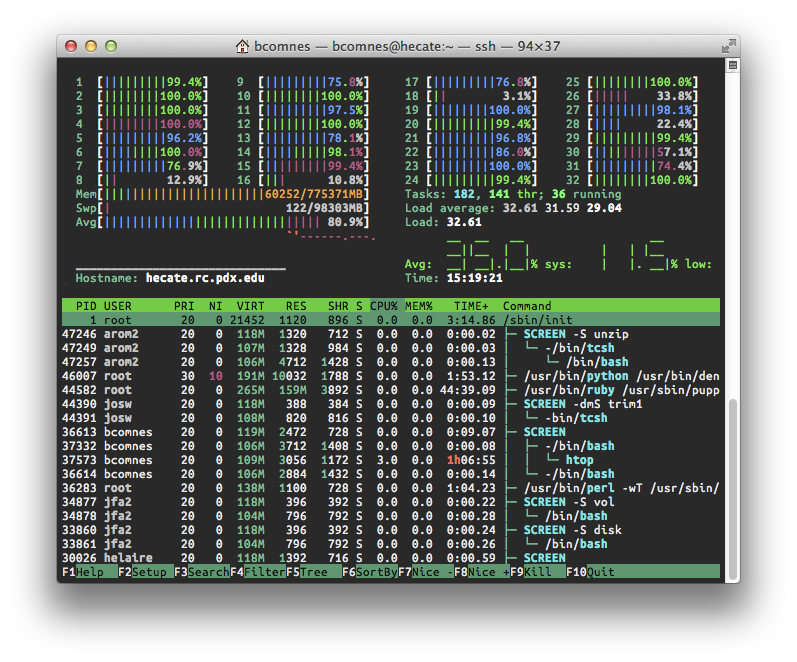 bcomnes — bcomnes@hecate:~ — ssh — 94×37
1 [||||||||||99.4%] 9 [||||||||||75.8%] 17 [||||||||||76.8%] 25 [|||||||||100.0%]
2 [|||||||||100.0%] 10 [|||||||||100.0%] 18 [|| 3.1%] 26 [||||| 33.8%]
3 [|||||||||100.0%] 11 [||||||||||97.5%] 19 [|||||||||100.0%] 27 [||||||||||98.1%]
4 [|||||||||100.0%] 12 [|||||||||100.0%] 20 [||||||||||99.4%] 28 [||| 22.4%]
5 [||||||||||96.2%] 13 [||||||||||78.1%] 21 [||||||||||96.8%] 29 [||||||||||99.4%]
6 [|||||||||100.0%] 14 [||||||||||98.1%] 22 [||||||||||86.0%] 30 [|||||||||57.1%]
7 [||||||||||76.9%] 15 [||||||||||99.4%] 23 [|||||||||100.0%] 31 [||||||||||74.4%]
8 [|| 12.9%] 16 [||| 10.8%] 24 [||||||||||99.4%] 32 [|||||||||100.0%]
Mem[|||||||||||||||||||||||60252/775371MB] Tasks: 182, 141 thr; 36 running
Swp[| 122/98303MB] Load average: 32.61 31.59 29.04
Avg[||||||||||||||||||||||||||| 80.9%] Load: 32.61
Avg: % sys: % low:
Hostname: hecate.rc.pdx.edu Time: 15:19:21
PID USER PRI NI VIRT RES SHR S CPU% MEM% TIME+ Command
1 root 20 0 21452 1120 896 S 0.0 0.0 3:14.86 /sbin/init
47246 arom2 20 0 118M 1320 712 S 0.0 0.0 0:00.02 ├─ SCREEN -S unzip
47249 arom2 20 0 107M 1328 984 S 0.0 0.0 0:00.03 │ └─ -/bin/tcsh
47257 arom2 20 0 106M 4712 1428 S 0.0 0.0 0:00.13 │ └─ /bin/bash
46007 root 30 10 191M 10032 1788 S 0.0 0.0 1:53.12 ├─ /usr/bin/python /usr/bin/den
44582 root 20 0 265M 159M 3892 S 0.0 0.0 44:39.09 ├─ /usr/bin/ruby /usr/sbin/pupp
44390 josw 20 0 118M 388 384 S 0.0 0.0 0:00.09 ├─ SCREEN -dmS trim1
44391 josw 20 0 108M 820 816 S 0.0 0.0 0:00.10 │ └─ -bin/tcsh
36613 bcomnes 20 0 119M 2472 728 S 0.0 0.0 0:09.07 ├─ SCREEN
37332 bcomnes 20 0 106M 3712 1408 S 0.0 0.0 0:00.08 │ ├─ -/bin/bash
37573 bcomnes 20 0 109M 3056 1172 S 3.0 0.0 1h06:55 │ │ └─ htop
36614 bcomnes 20 0 106M 2884 1432 S 0.0 0.0 0:00.14 │ └─ -/bin/bash
36283 root 20 0 138M 1100 728 S 0.0 0.0 1:04.23 ├─ /usr/bin/perl -wT /usr/sbin/
34877 jfa2 20 0 118M 396 392 S 0.0 0.0 0:00.22 ├─ SCREEN -S vol
34878 jfa2 20 0 104M 796 792 S 0.0 0.0 0:00.28 │ └─ /bin/bash
33860 jfa2 20 0 118M 396 392 S 0.0 0.0 0:00.24 ├─ SCREEN -S disk
33861 jfa2 20 0 104M 796 792 S 0.0 0.0 0:00.26 │ └─ /bin/bash
30026 helaire 20 0 118M 1392 716 S 0.0 0.0 0:00.59 ├─ SCREEN
F1Help F2Setup F3SearchF4FilterF5Tree F6SortByF7Nice -F8Nice +F9Kill F10Quit